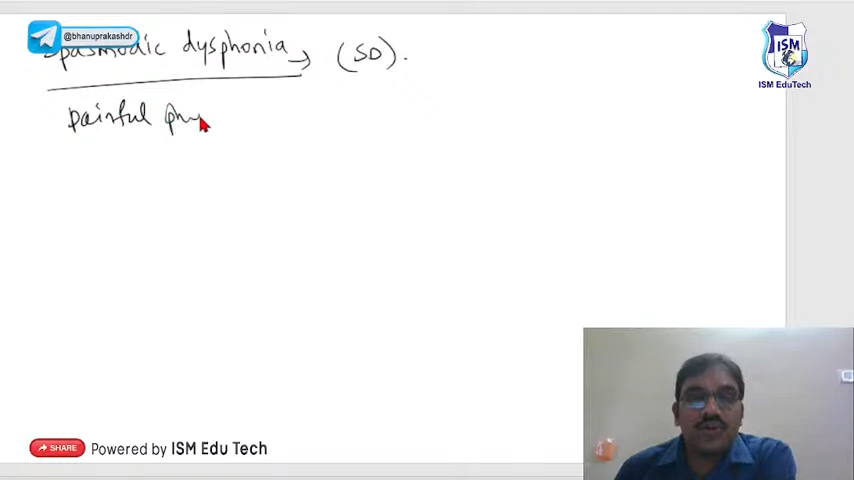 @bhanuprakashdr
Spasmodic dysphonia → (SD).
Painful
ISM
ISM EduTech
SHARE Powered by ISM Edu Tech